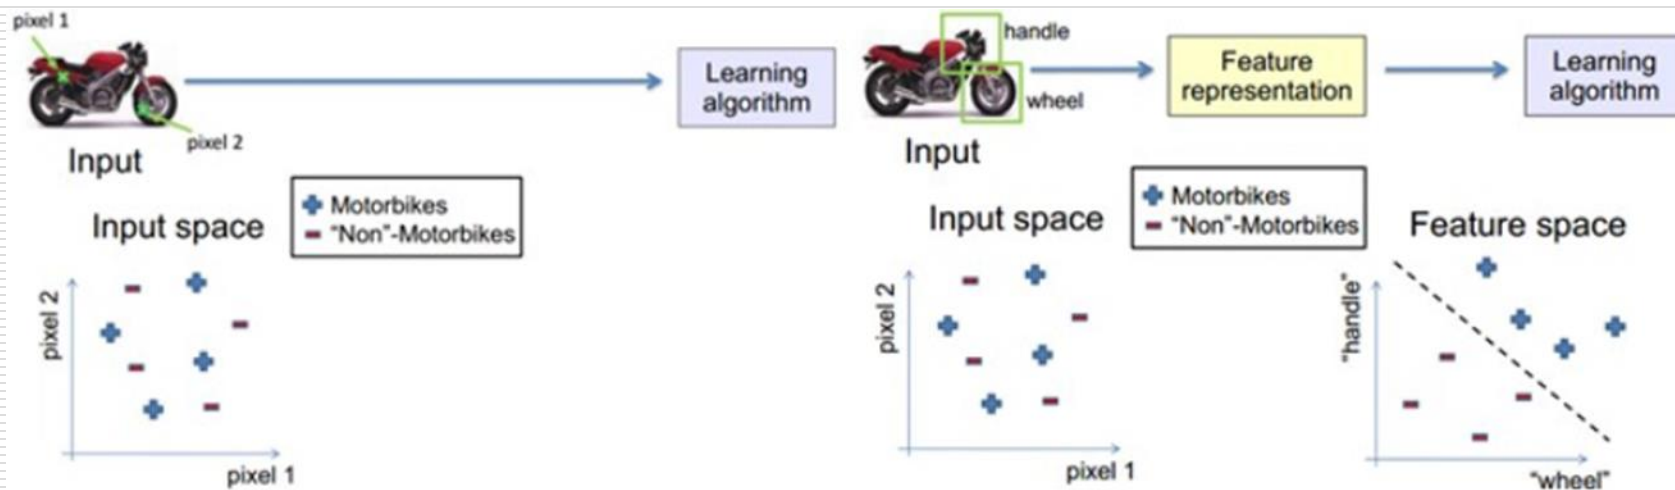 pixel 1
pixel 2
Input
Learning
algorithm
Input space
Motorbikes
"Non"-Motorbikes
pixel 2
pixel 1
handle
wheel
Input
Feature
representation
Learning
algorithm
Input space
Motorbikes
"Non"-Motorbikes
Feature space
pixel 2
pixel 1
"handle"
"wheel"